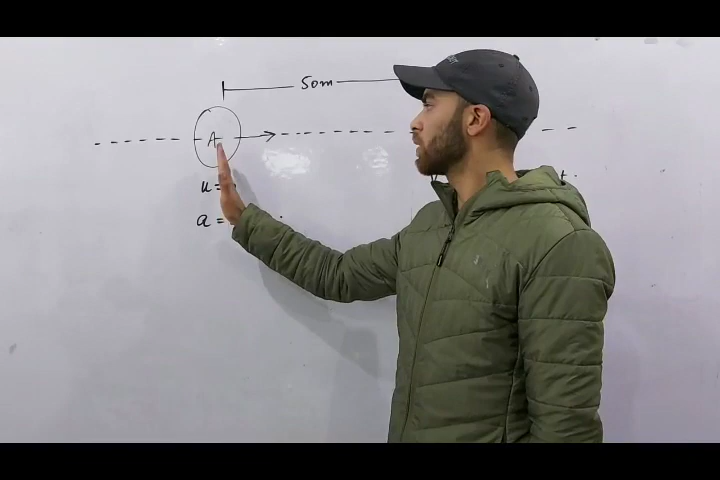 50m
A
u =
a =